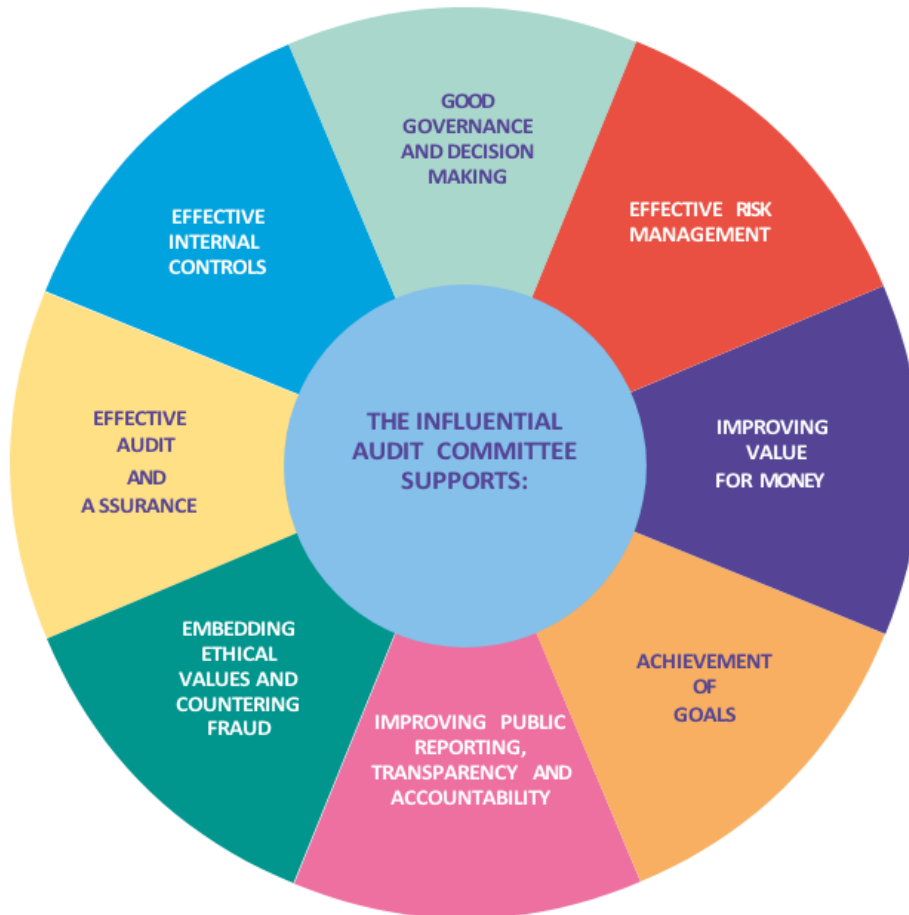 GOOD
GOVERNANCE
AND DECISION
MAKING
EFFECTIVE RISK
MANAGEMENT
IMPROVING
VALUE
FOR MONEY
ACHIEVEMENT
OF
GOALS
IMPROVING PUBLIC
REPORTING,
TRANSPARENCY AND
ACCOUNTABILITY
EMBEDDING
ETHICAL
VALUES AND
COUNTERING
FRAUD
EFFECTIVE
AUDIT
AND
A SSURANCE
EFFECTIVE
INTERNAL
CONTROLS
THE INFLUENTIAL
AUDIT COMMITTEE
SUPPORTS: